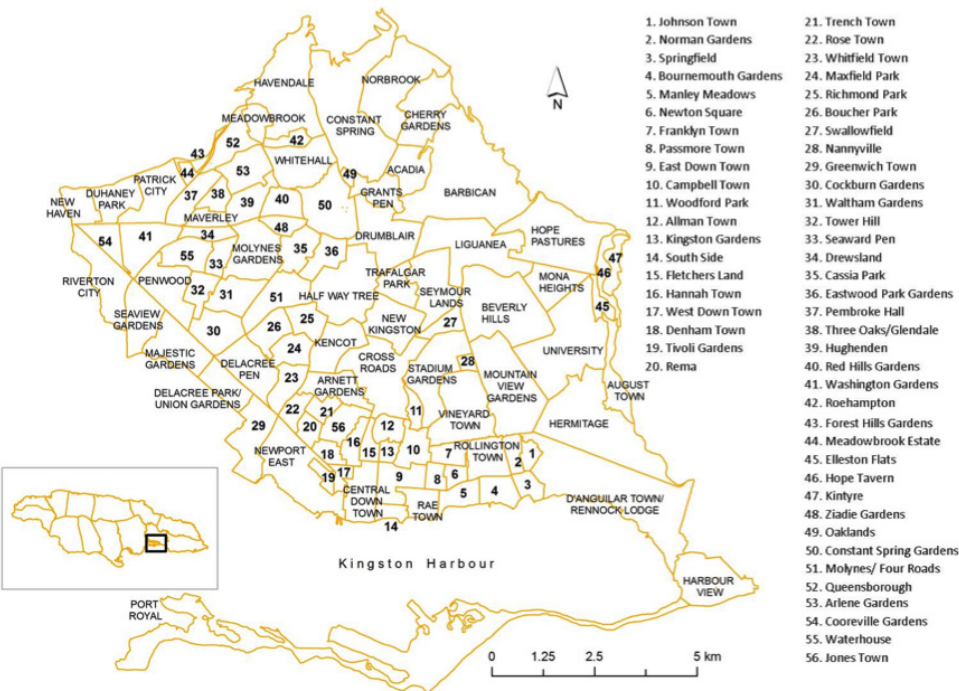 HAVENDALE
NORBROOK
MEADOWBROOK
CONSTANT
SPRING
CHERRY
GARDENS
N
52
42
43
WHITEHALL
44
53
49
ACADIA
PATRICK
CITY
GRANTS
PEN
BARBICAN
DUHANEY
PARK
37
38
39
40
50
NEW
HAVEN
MAVERLEY
48
54
41
34
DRUMBLAIR
LIGUANEA
HOPE
PASTURES
47
46
45
55
33
MOLYNES
GARDENS
35
36
RIVERTON
CITY
PENWOOD
32
31
51
HALF WAY TREE
TRAFALGAR
PARK
SEYMOUR
LANDS
MONA
HEIGHTS
BEVERLY
HILLS
SEAVIEW
GARDENS
30
26
25
NEW
KINGSTON
27
MAJESTIC
GARDENS
24
KENCOT
CROSS
ROADS
28
UNIVERSITY
DELACREE
PEN
23
STADIUM
GARDENS
MOUNTAIN
VIEW
GARDENS
DELACREE PARK/
UNION GARDENS
ARNETT
GARDENS
AUGUST
TOWN
22
21
11
VINEYARD
TOWN
HERMITAGE
29
20
56
12
16
15
13
10
7
ROLLINGTON
TOWN
2
1
NEWPORT
EAST
18
19
17
9
8
6
5
4
3
CENTRAL
DOWN
TOWN
RAE
TOWN
D'ANGUILAR TOWN/
RENNOCK LODGE
14
Kingston Harbour
HARBOUR
VIEW
PORT
ROYAL
0 1.25 2.5 5 km
1. Johnson Town
2. Norman Gardens
3. Springfield
4. Bournemouth Gardens
5. Manley Meadows
6. Newton Square
7. Franklyn Town
8. Passmore Town
9. East Down Town
10. Campbell Town
11. Woodford Park
12. Allman Town
13. Kingston Gardens
14. South Side
15. Fletchers Land
16. Hannah Town
17. West Down Town
18. Denham Town
19. Tivoli Gardens
20. Rema
21. Trench Town
22. Rose Town
23. Whitfield Town
24. Maxfield Park
25. Richmond Park
26. Boucher Park
27. Swallowfield
28. Nannyville
29. Greenwich Town
30. Cockburn Gardens
31. Waltham Gardens
32. Tower Hill
33. Seaward Pen
34. Drewsland
35. Cassia Park
36. Eastwood Park Gardens
37. Pembroke Hall
38. Three Oaks/Glendale
39. Hughenden
40. Red Hills Gardens
41. Washington Gardens
42. Roehampton
43. Forest Hills Gardens
44. Meadowbrook Estate
45. Elleston Flats
46. Hope Tavern
47. Kintyre
48. Ziadie Gardens
49. Oaklands
50. Constant Spring Gardens
51. Molynes/ Four Roads
52. Queensborough
53. Arlene Gardens
54. Cooreville Gardens
55. Waterhouse
56. Jones Town